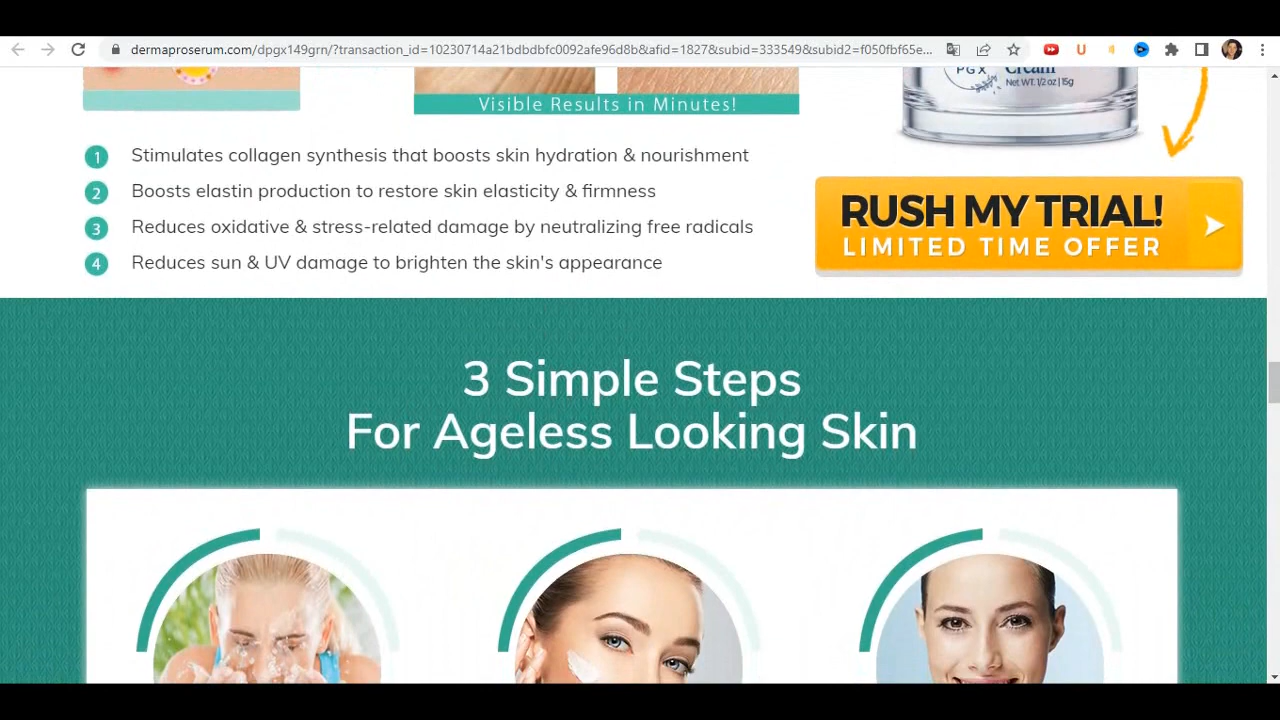 dermaproserum.com/dpgx149grn/?transaction_id=10230714a21bdbdbfc0092afe96d8b&afid=1827&subid=333549&subid2=f050fbf65e...
PGX
Cream
Net WT. 1/2 oz | 15g
Visible Results in Minutes!
1 Stimulates collagen synthesis that boosts skin hydration & nourishment
2 Boosts elastin production to restore skin elasticity & firmness
3 Reduces oxidative & stress-related damage by neutralizing free radicals
4 Reduces sun & UV damage to brighten the skin's appearance
RUSH MY TRIAL!
LIMITED TIME OFFER
3 Simple Steps
For Ageless Looking Skin